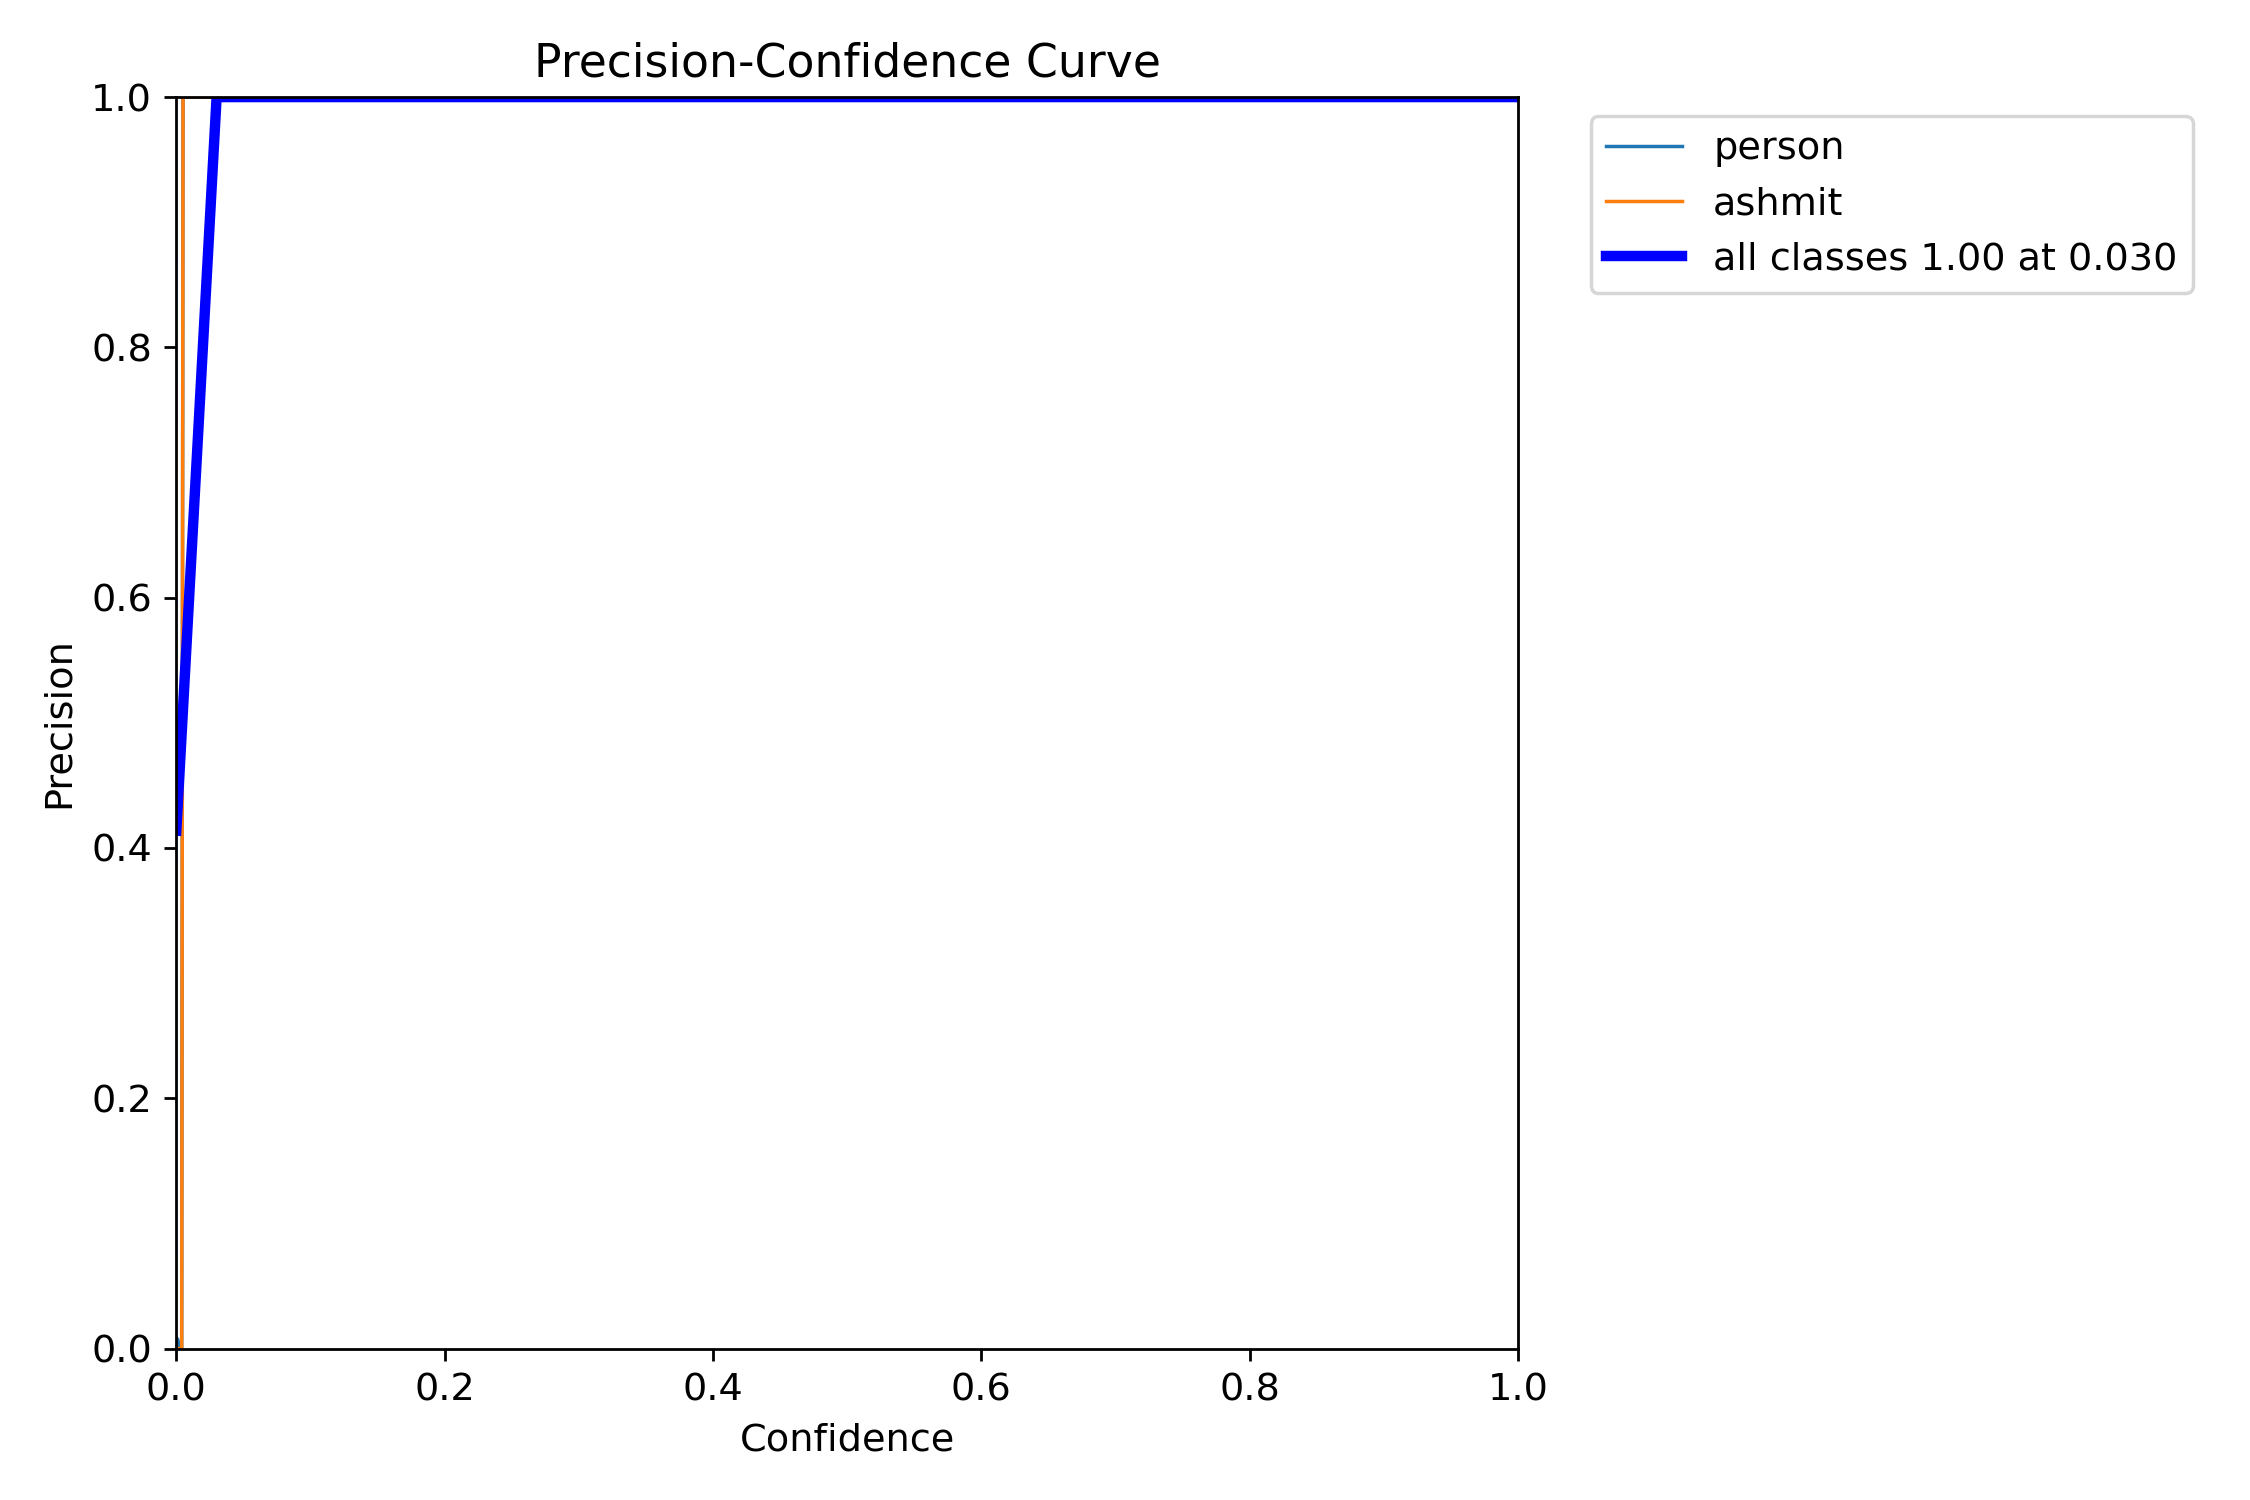 Precision-Confidence Curve
1.0
0.8
0.6
0.4
0.2
0.0
Precision
0.0 0.2 0.4 0.6 0.8 1.0
Confidence
person
ashmit
all classes 1.00 at 0.030